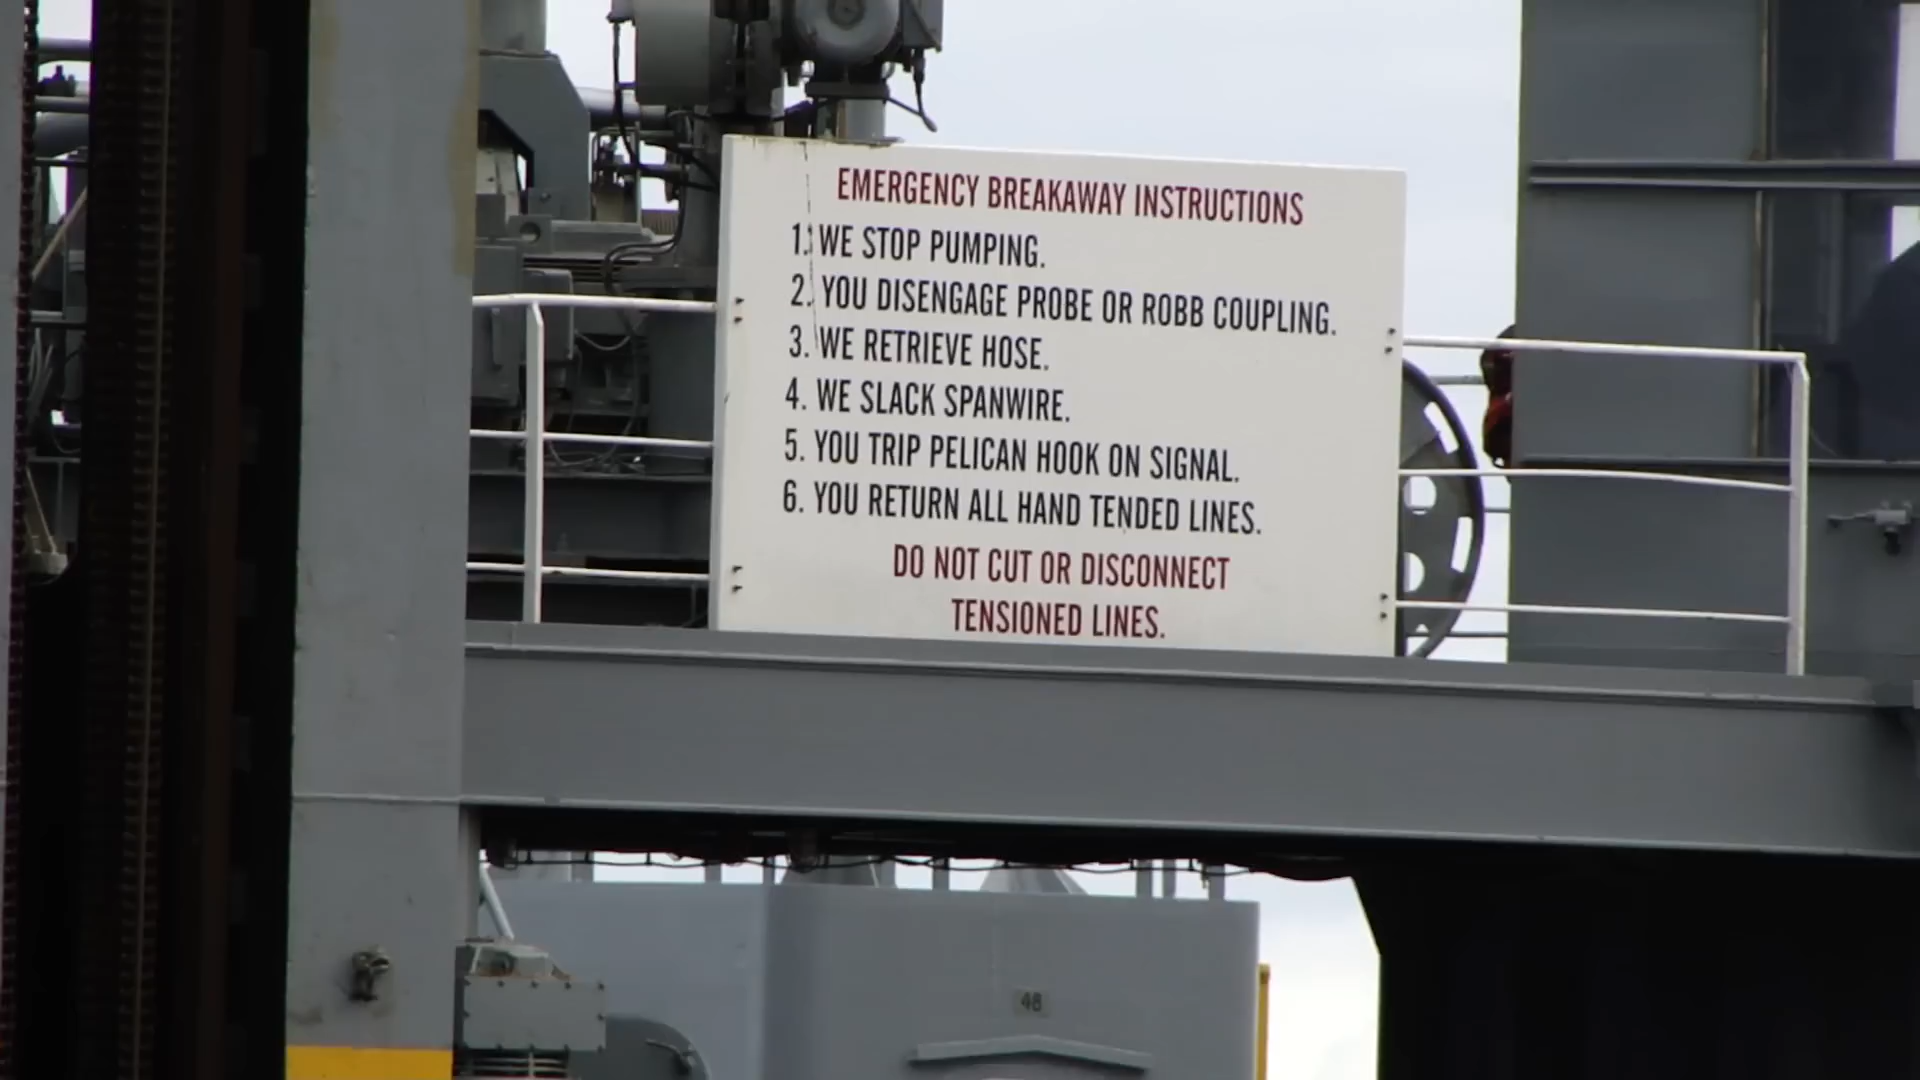 EMERGENCY BREAKAWAY INSTRUCTIONS
1. WE STOP PUMPING.
2. YOU DISENGAGE PROBE OR ROBB COUPLING.
3. WE RETRIEVE HOSE.
4. WE SLACK SPANWIRE.
5. YOU TRIP PELICAN HOOK ON SIGNAL.
6. YOU RETURN ALL HAND TENDED LINES.
DO NOT CUT OR DISCONNECT
TENSIONED LINES.
48